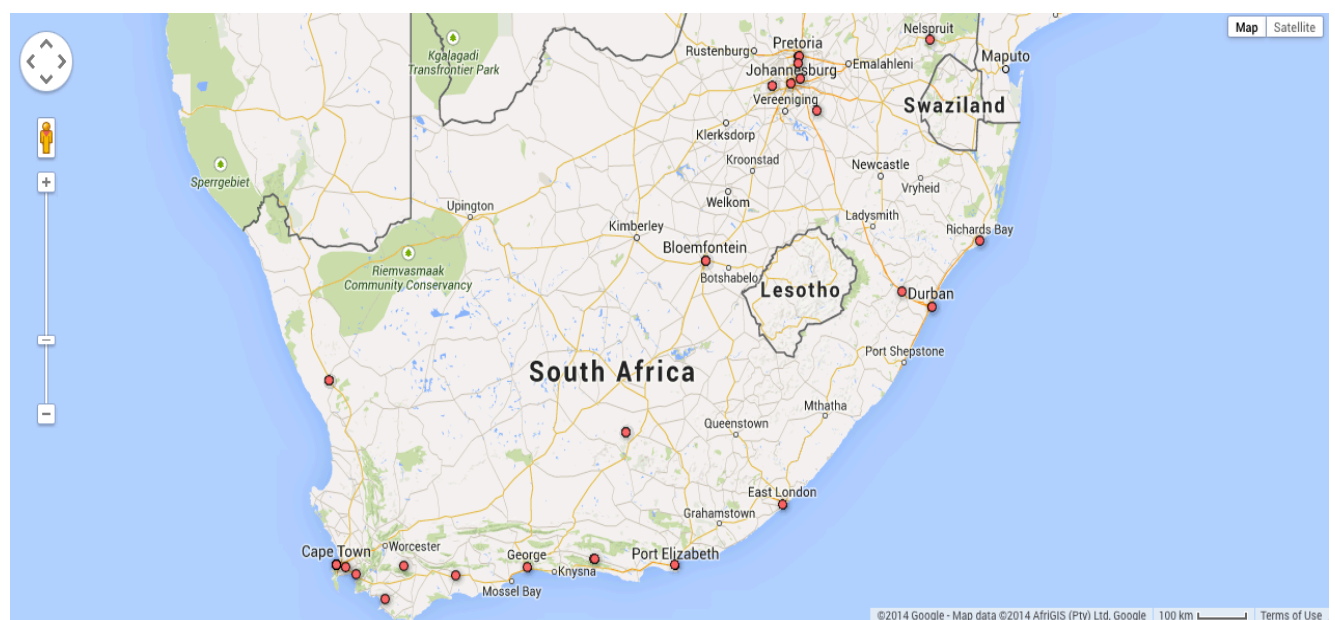 Map Satellite
Nelspruit
Kgalagadi
Transfrontier Park
Rustenburg
Pretoria
Emalahleni
Maputo
Johannesburg
Vereeniging
Swaziland
Klerksdorp
Kroonstad
Newcastle
Vryheid
Sperrgebiet
Welkom
Upington
Ladysmith
Kimberley
Richards Bay
Bloemfontein
Riemvasmaak
Community Conservancy
Botshabelo
Lesotho
Durban
Port Shepstone
South Africa
Mthatha
Queenstown
East London
Grahamstown
Cape Town
Worcester
George
Port Elizabeth
Knysna
Mossel Bay
©2014 Google - Map data ©2014 AfriGIS (Pty) Ltd, Google 100 km Terms of Use